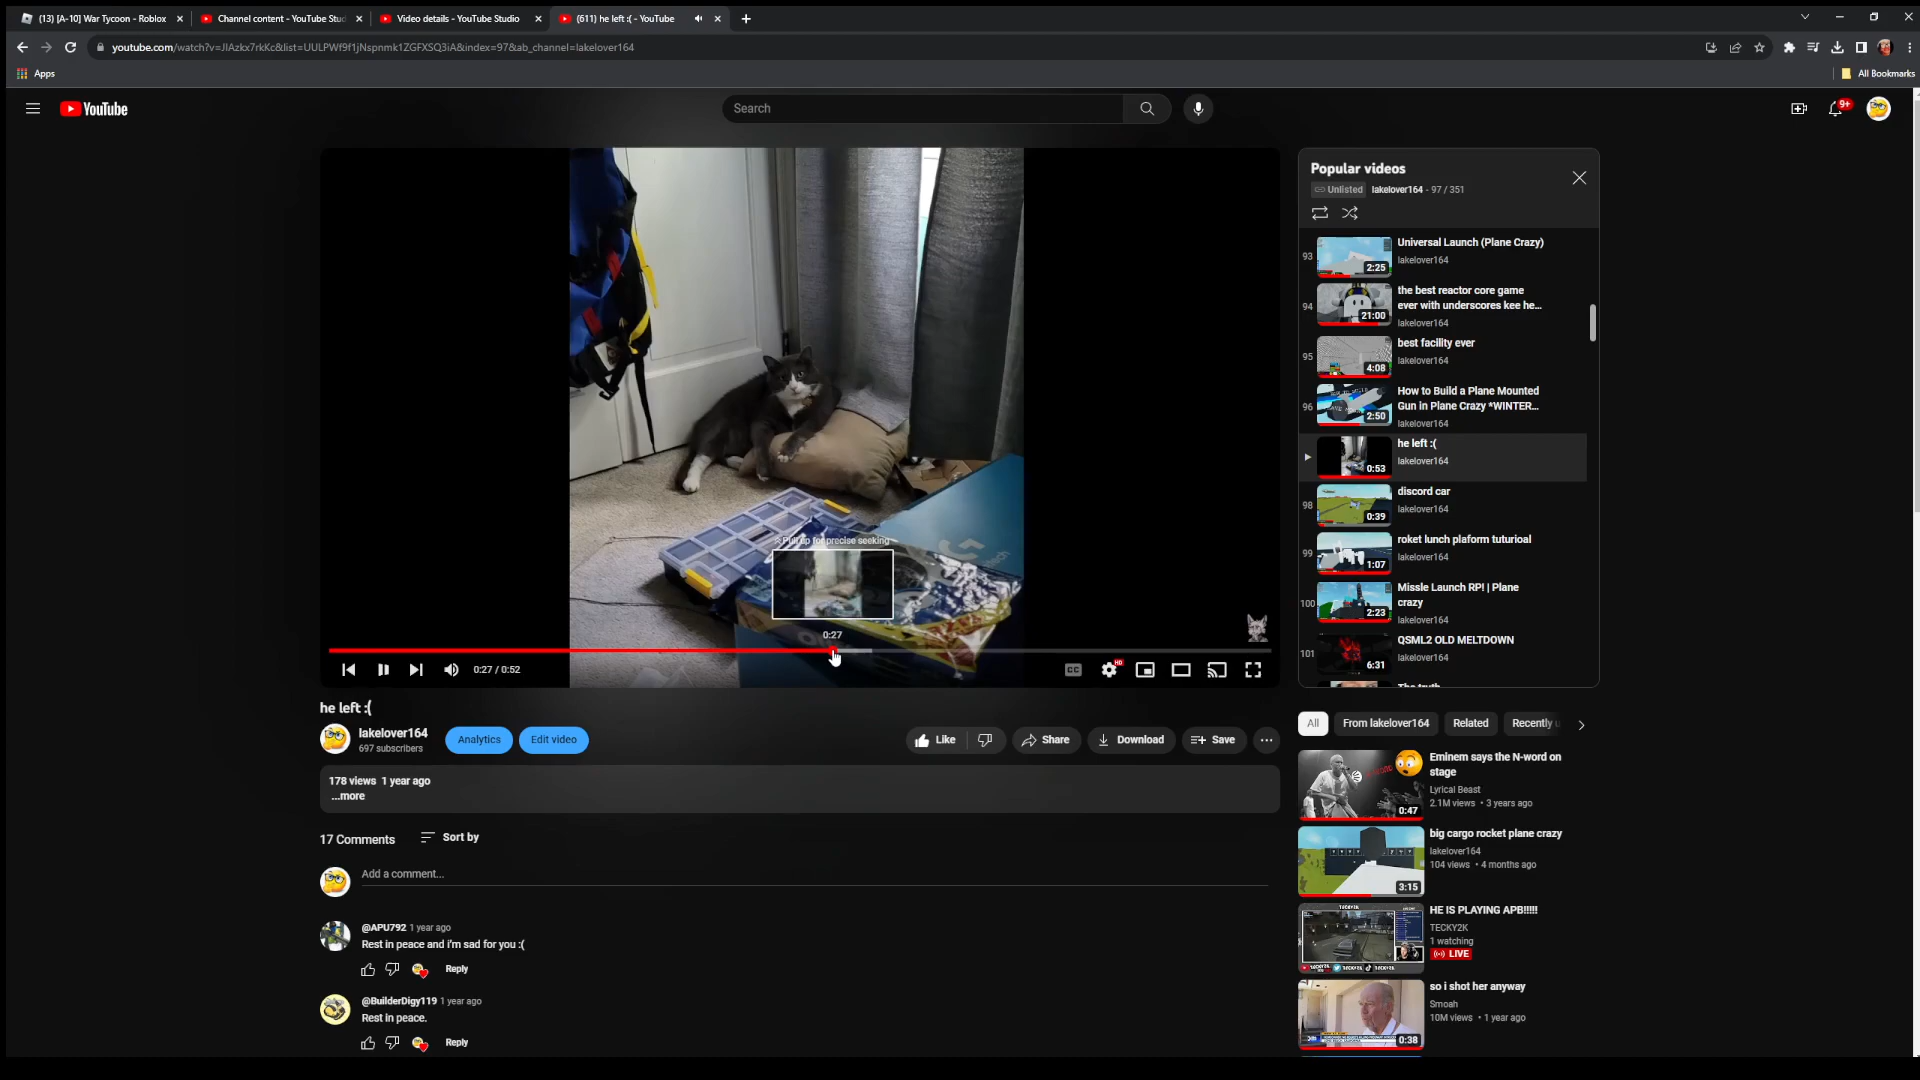 (13) [A-10] War Tycoon - Roblox
Channel content - YouTube Stud
Video details - YouTube Studio
(611) he left :( - YouTube
youtube.com/watch?v=JIAzkx7rkKc&list=UULPWf9f1jNspnmk1ZGFXSQ3iA&index=97&ab_channel=lakelover164
Apps
All Bookmarks
YouTube
Search
9+
Pull up for precise seeking
0:27
0:27 / 0:52
CC
HD
he left :(
lakelover164
697 subscribers
Analytics
Edit video
Like
Share
Download
Save
178 views 1 year ago
...more
17 Comments
Sort by
Add a comment...
@APU792 1 year ago
Rest in peace and i'm sad for you :(
Reply
@BuilderDigy119 1 year ago
Rest in peace.
Reply
Popular videos
Unlisted lakelover164 - 97 / 351
93
2:25
Universal Launch (Plane Crazy)
lakelover164
94
21:00
the best reactor core game
ever with underscores kee he...
lakelover164
95
4:08
best facility ever
lakelover164
96
2:50
How to Build a Plane Mounted
Gun in Plane Crazy *WINTER...
lakelover164
0:53
he left :(
lakelover164
98
0:39
discord car
lakelover164
99
1:07
roket lunch plaform tuturioal
lakelover164
100
2:23
Missle Launch RP! | Plane
crazy
lakelover164
101
6:31
QSML2 OLD MELTDOWN
lakelover164
The truth
All
From lakelover164
Related
Recently u
0:47
Eminem says the N-word on
stage
Lyrical Beast
2.1M views • 3 years ago
3:15
big cargo rocket plane crazy
lakelover164
104 views • 4 months ago
HE IS PLAYING APB!!!!!
TECKY2K
1 watching
LIVE
0:38
so i shot her anyway
Smoah
10M views • 1 year ago